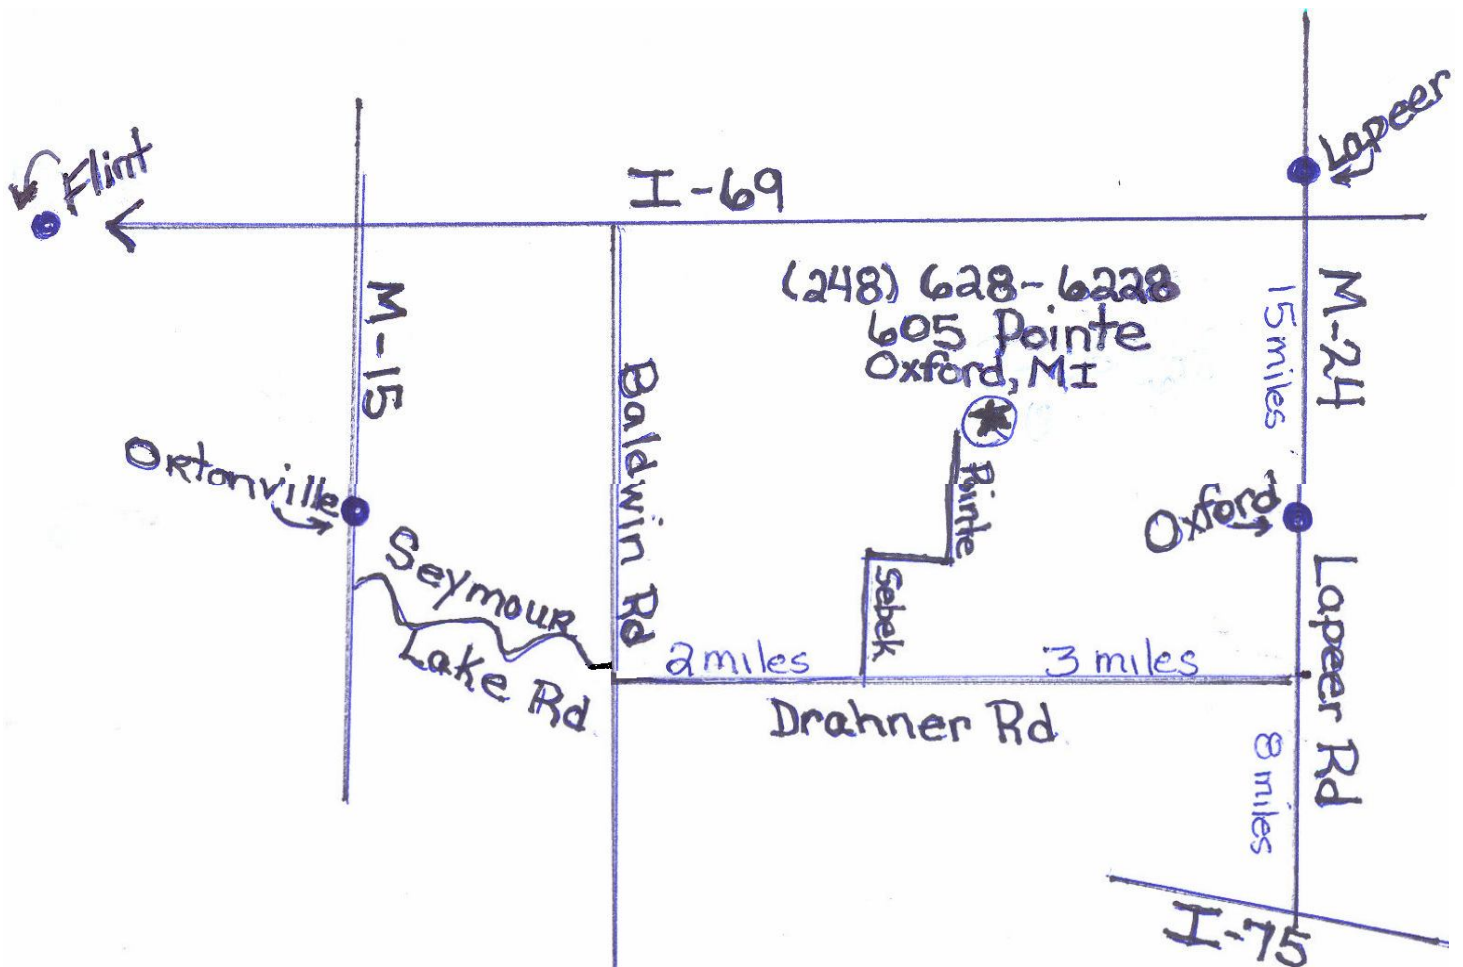 Flint
I-69
Lapeer
(248) 628-6228
605 Pointe
Oxford, MI
M-15
Baldwin Rd
M-24
15 miles
Ortonville
Pointe
Oxford
Seymour
Lake Rd
Sebek
2 miles
3 miles
Drahner Rd
Lapeer Rd
8 miles
I-75